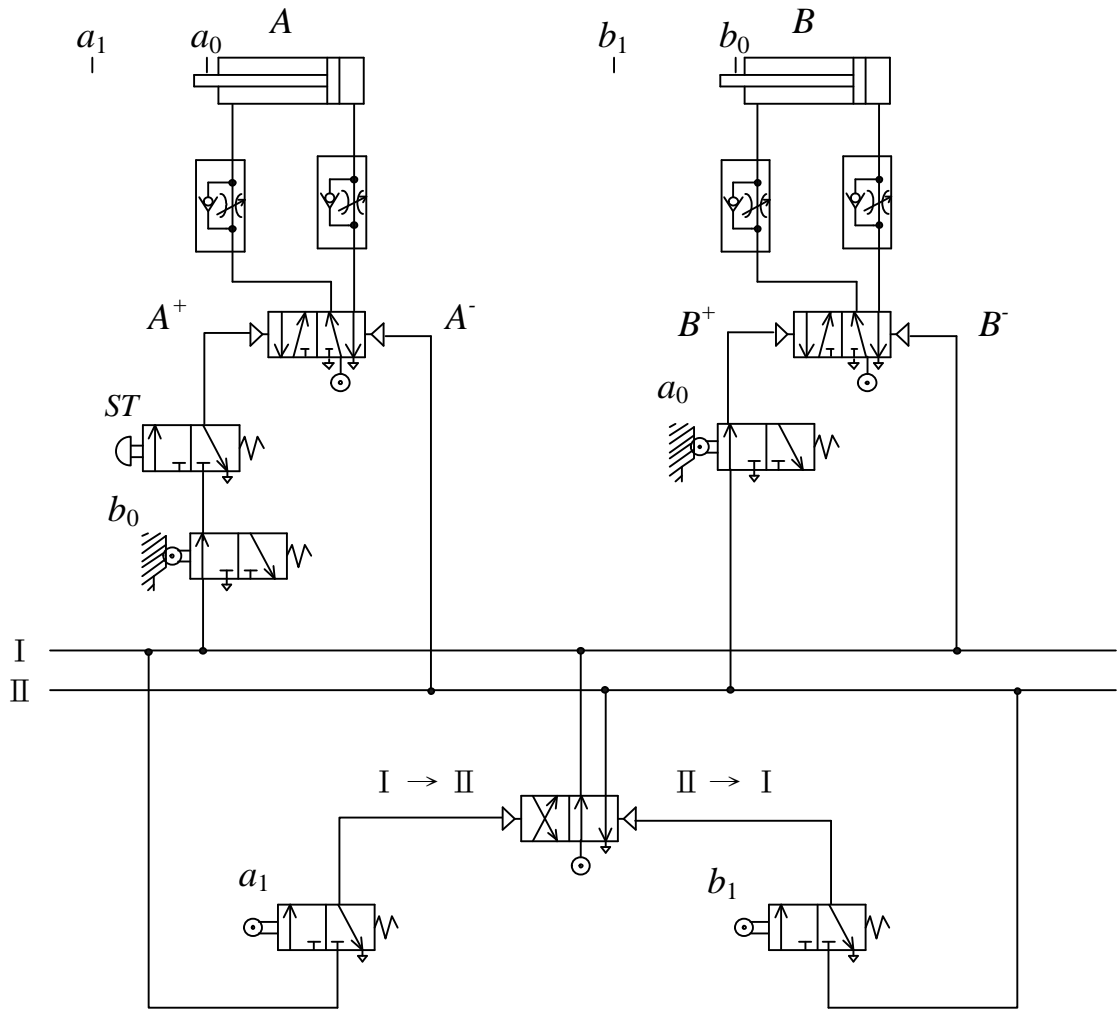 a₁ a₀ A b₁ b₀ B
A⁺ A⁻ B⁺ B⁻
a₀
ST
b₀
Ⅰ
Ⅱ
Ⅰ → Ⅱ Ⅱ → Ⅰ
a₁ b₁